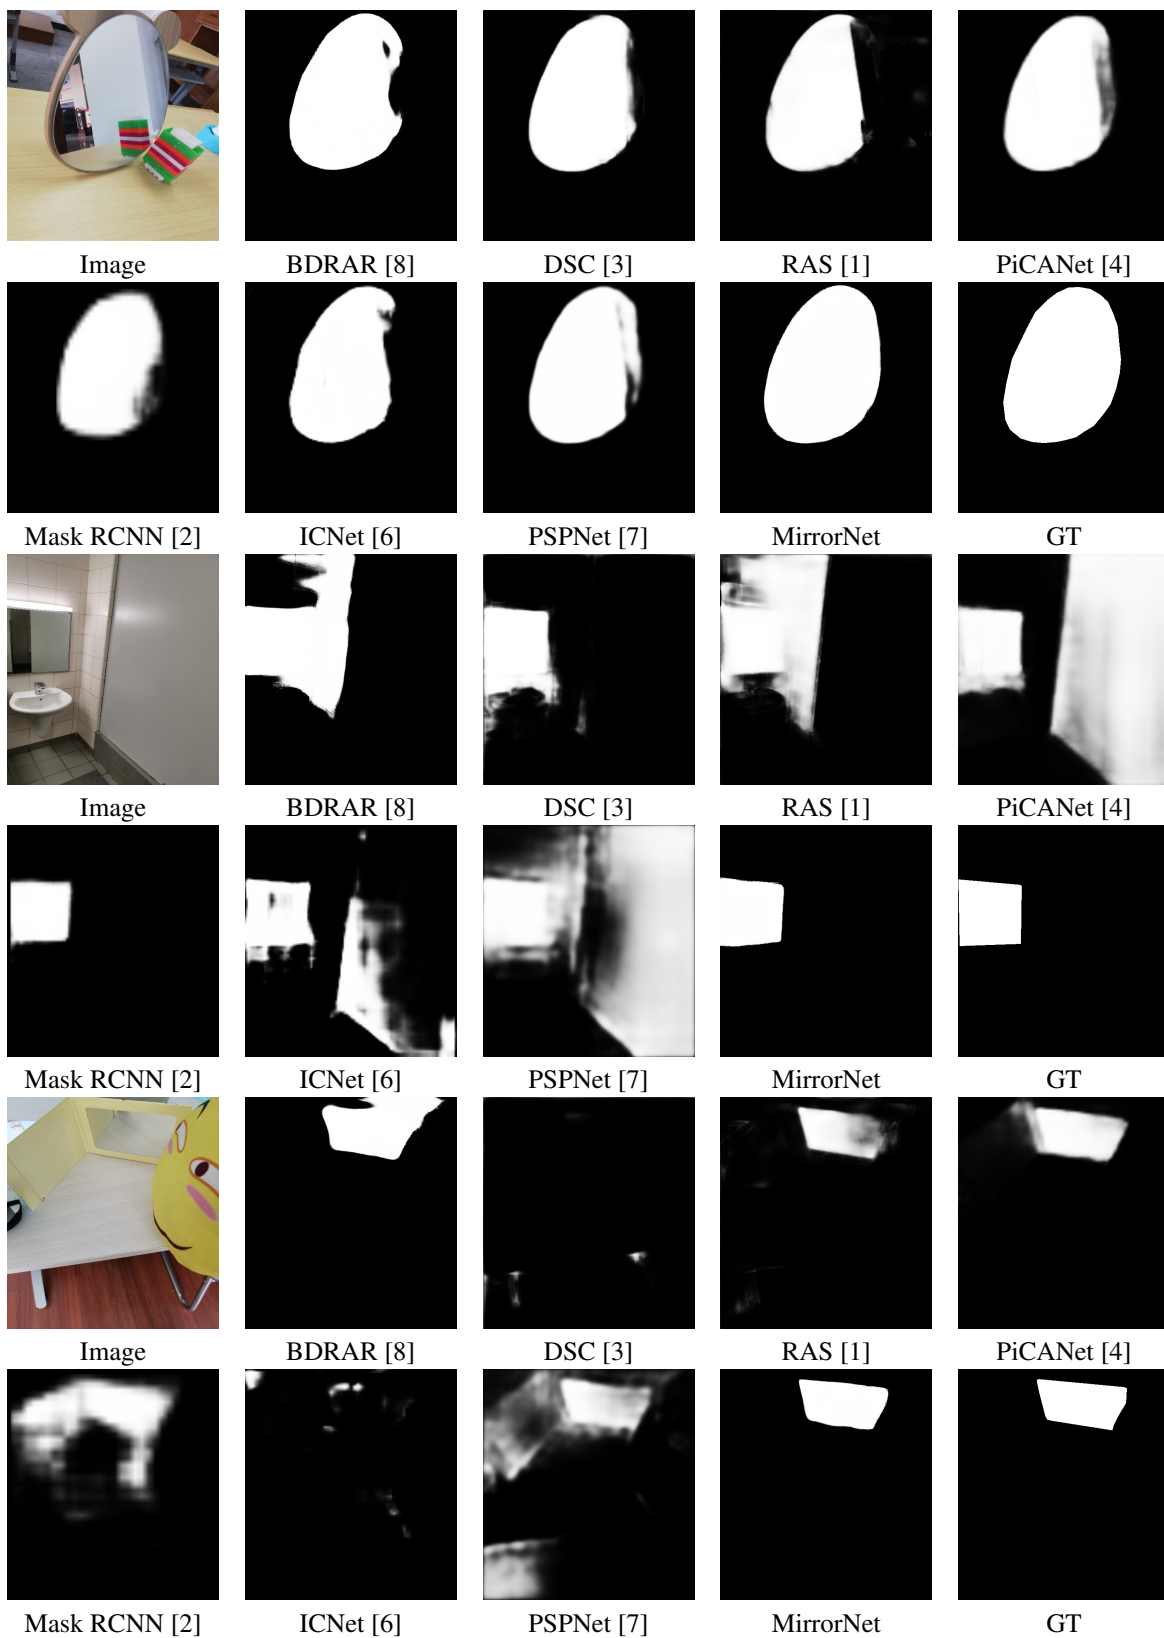 Image BDRAR [8] DSC [3] RAS [1] PiCANet [4]
Mask RCNN [2] ICNet [6] PSPNet [7] MirrorNet GT
Image BDRAR [8] DSC [3] RAS [1] PiCANet [4]
Mask RCNN [2] ICNet [6] PSPNet [7] MirrorNet GT
Image BDRAR [8] DSC [3] RAS [1] PiCANet [4]
Mask RCNN [2] ICNet [6] PSPNet [7] MirrorNet GT